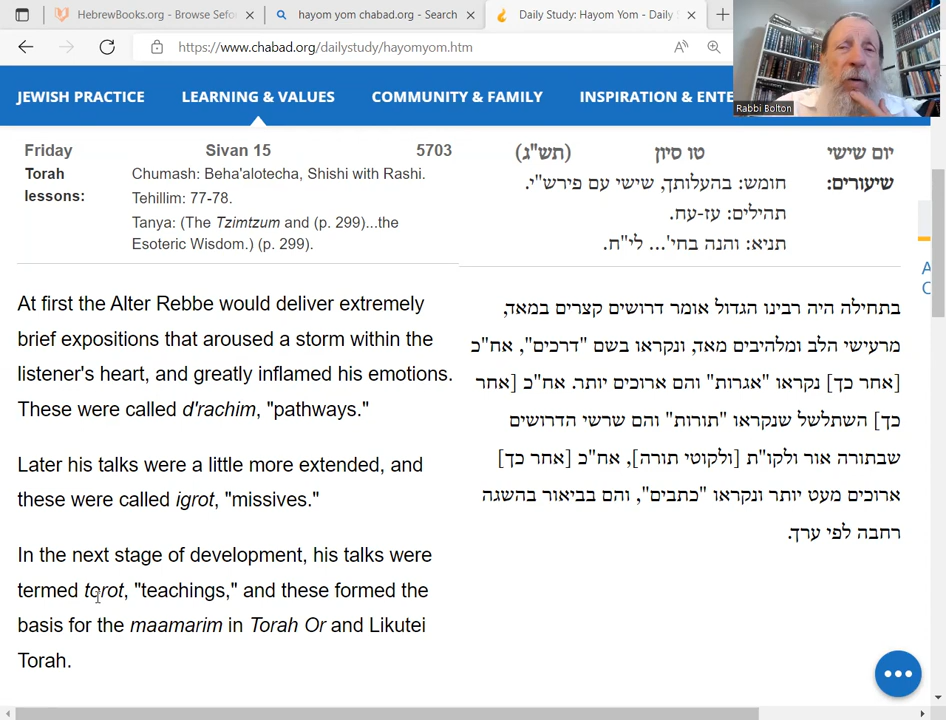 HebrewBooks.org - Browse Sefo
hayom yom chabad.org - Search
Daily Study: Hayom Yom - Daily S
https://www.chabad.org/dailystudy/hayomyom.htm
Rabbi Bolton
JEWISH PRACTICE LEARNING & VALUES COMMUNITY & FAMILY INSPIRATION & ENTE
Friday Sivan 15 5703
Torah lessons:
Chumash: Beha'alotecha, Shishi with Rashi.
Tehillim: 77-78.
Tanya: (The Tzimtzum and (p. 299)...the
Esoteric Wisdom.) (p. 299).
יום שישי טו סיון (תש"ג)
שיעורים: חומש: בהעלותך, שישי עם פירש"י.
תהילים: עז-עח.
תניא: והנה בחי'... לי"ח.
At first the Alter Rebbe would deliver extremely
brief expositions that aroused a storm within the
listener's heart, and greatly inflamed his emotions.
These were called d'rachim, "pathways."
Later his talks were a little more extended, and
these were called igrot, "missives."
In the next stage of development, his talks were
termed torot, "teachings," and these formed the
basis for the maamarim in Torah Or and Likutei
Torah.
בתחילה היה רבינו הגדול אומר דרושים קצרים במאד,
מרעישי הלב ומלהיבים מאד, ונקראו בשם "דרכים", אח"כ
[אחר כך] נקראו "אגרות" והם ארוכים יותר. אח"כ [אחר
כך] השתלשל שנקראו "תורות" והם שרשי הדרושים
שבתורה אור ולקו"ת [ולקוטי תורה], אח"כ [אחר כך]
ארוכים מעט יותר ונקראו "כתבים", והם בביאור בהשגה
רחבה לפי ערך.